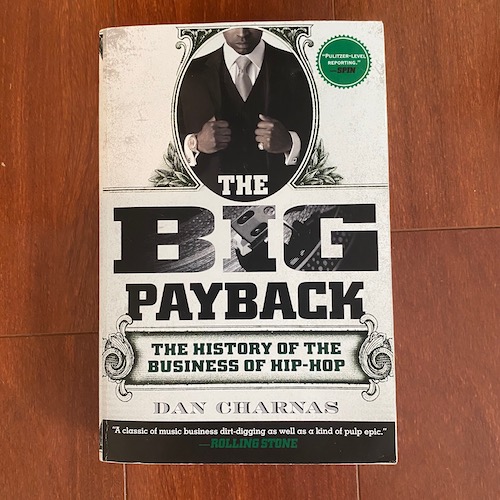 "PULITZER-LEVEL
REPORTING."
—SPIN
THE
BIG
PAYBACK
THE HISTORY OF THE
BUSINESS OF HIP-HOP
DAN CHARNAS
"A classic of music business dirt-digging as well as a kind of pulp epic."
—ROLLING STONE